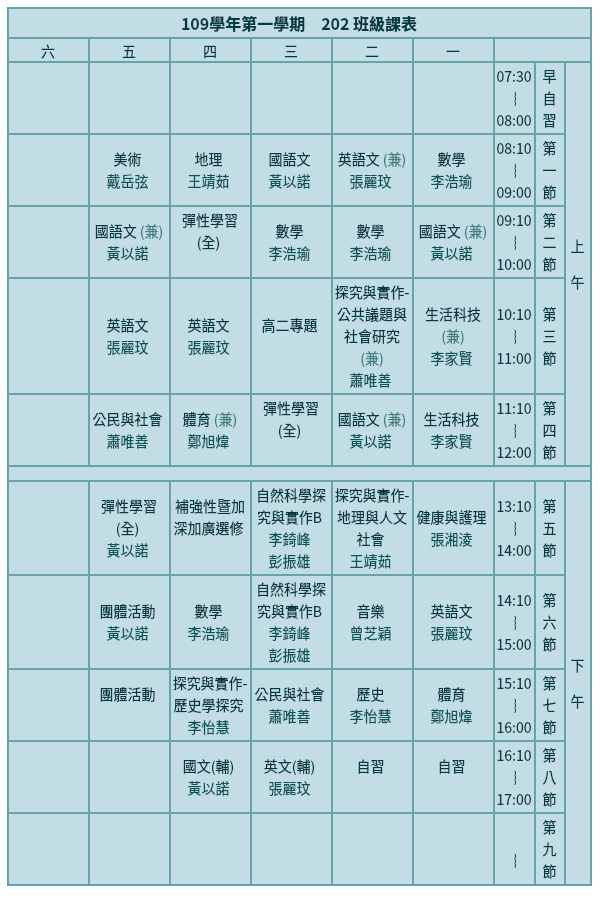 109學年第一學期 202 班級課表
六 五 四 三 二 一
07:30
~
08:00
早
自
習
美術
戴岳弦
地理
王靖茹
國語文
黃以諾
英語文 (兼)
張麗玟
數學
李浩瑜
08:10
~
09:00
第
一
節
國語文 (兼)
黃以諾
彈性學習
(全)
數學
李浩瑜
數學
李浩瑜
國語文 (兼)
黃以諾
09:10
~
10:00
第
二
節
上
午
英語文
張麗玟
英語文
張麗玟
高二專題
探究與實作-
公共議題與
社會研究
(兼)
蕭唯善
生活科技
(兼)
李家賢
10:10
~
11:00
第
三
節
公民與社會
蕭唯善
體育 (兼)
鄭旭煒
彈性學習
(全)
國語文 (兼)
黃以諾
生活科技
李家賢
11:10
~
12:00
第
四
節
彈性學習
(全)
黃以諾
補強性暨加
深加廣選修
自然科學探
究與實作B
李錡峰
彭振雄
探究與實作-
地理與人文
社會
王靖茹
健康與護理
張湘淩
13:10
~
14:00
第
五
節
團體活動
黃以諾
數學
李浩瑜
自然科學探
究與實作B
李錡峰
彭振雄
音樂
曾芝穎
英語文
張麗玟
14:10
~
15:00
第
六
節
下
午
團體活動
探究與實作-
歷史學探究
李怡慧
公民與社會
蕭唯善
歷史
李怡慧
體育
鄭旭煒
15:10
~
16:00
第
七
節
國文(輔)
黃以諾
英文(輔)
張麗玟
自習
自習
16:10
~
17:00
第
八
節
~
第
九
節